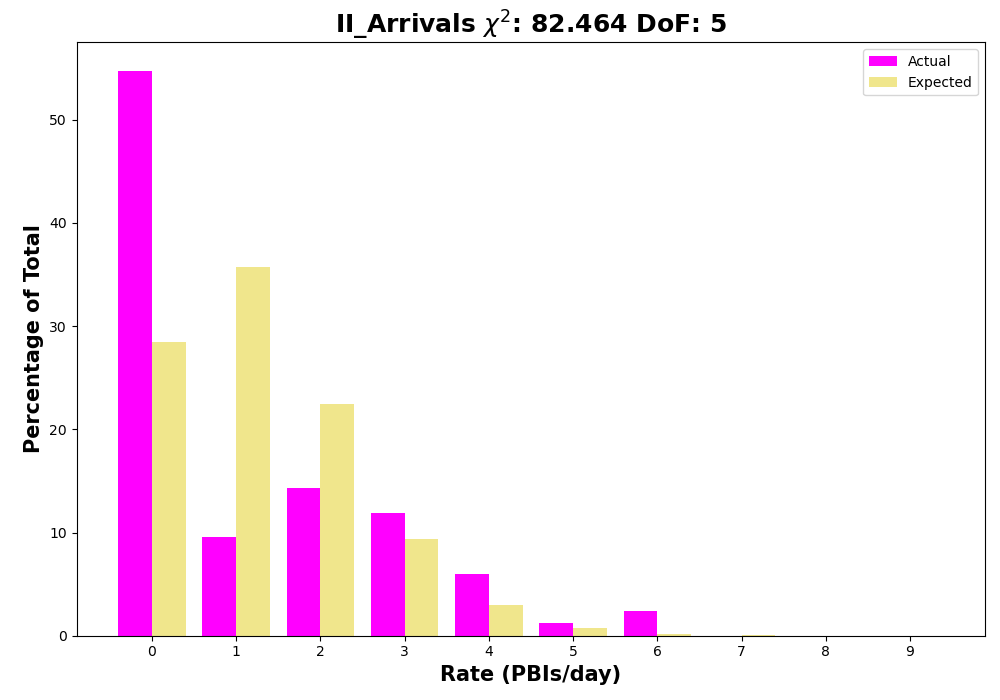 II_Arrivals χ²: 82.464 DoF: 5
Actual
Expected
Percentage of Total
50
40
30
20
10
0
0 1 2 3 4 5 6 7 8 9
Rate (PBIs/day)